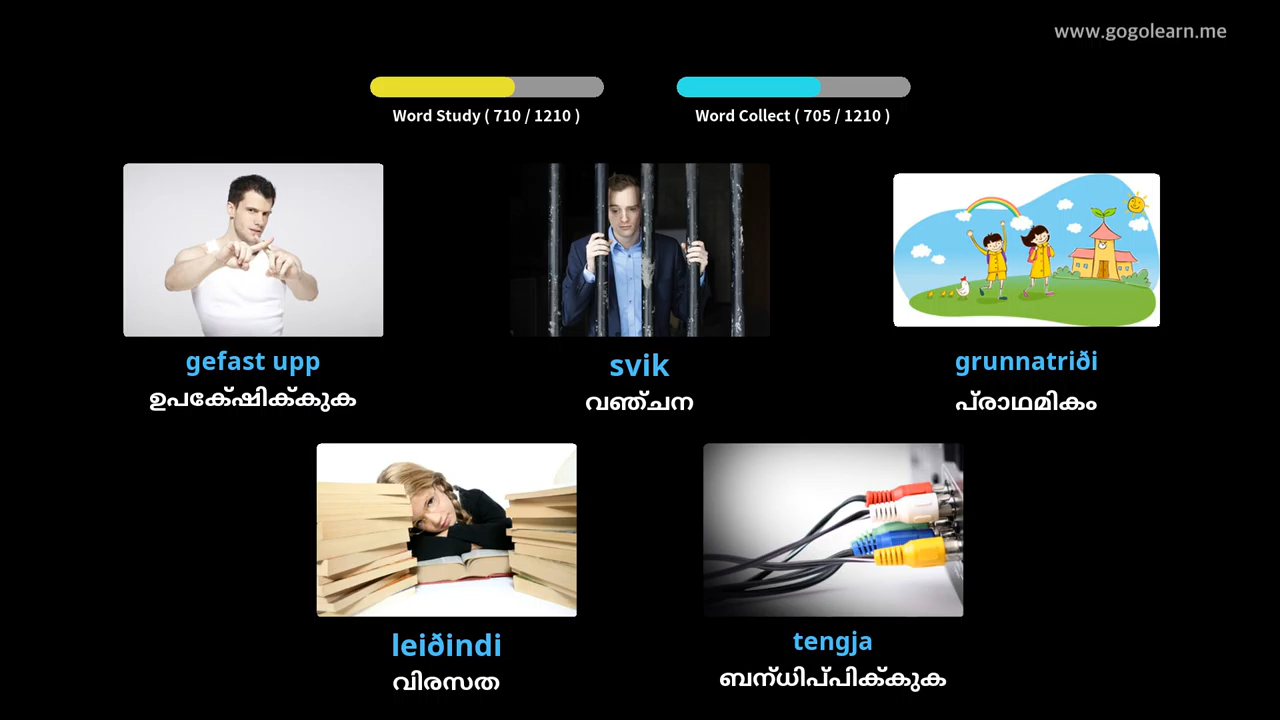 www.gogolearn.me
Word Study ( 710 / 1210 )
Word Collect ( 705 / 1210 )
gefast upp
ഉപേക്ഷിക്കുക
svik
വഞ്ചന
grunnatriði
പ്രാഥമികം
leiðindi
വിരസത
tengja
ബന്ധിപ്പിക്കുക